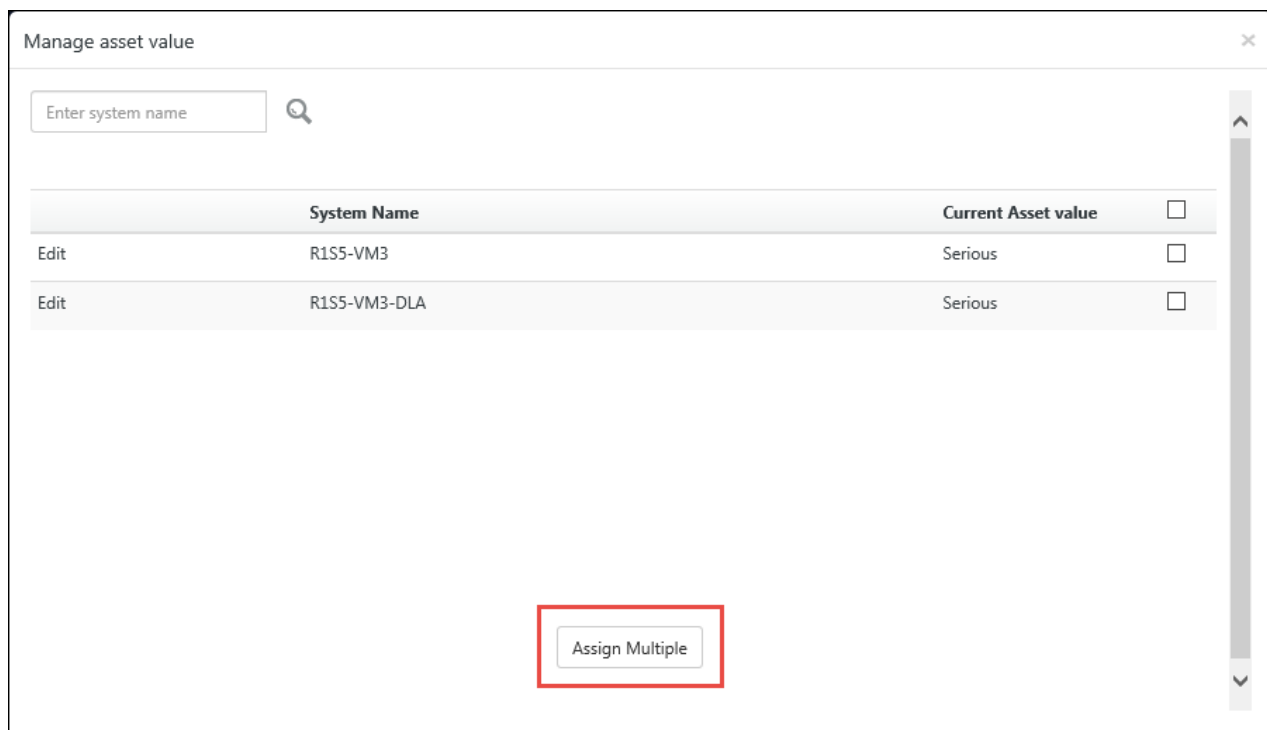 Manage asset value
Enter system name
System Name Current Asset value
Edit R1S5-VM3 Serious
Edit R1S5-VM3-DLA Serious
Assign Multiple